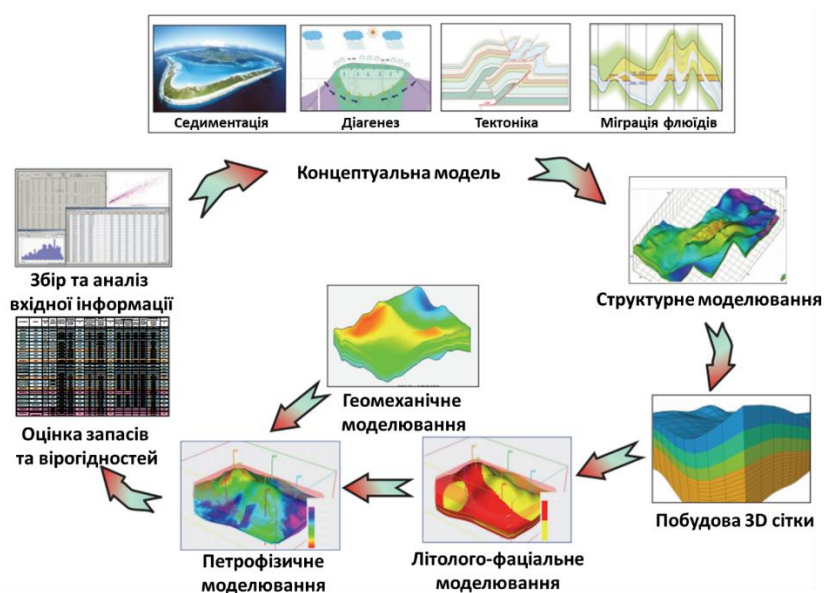 Седиментація
Діагенез
Тектоніка
Міграція флюїдів
Концептуальна модель
Збір та аналіз
вхідної інформації
Структурне моделювання
Геомеханічне
моделювання
Оцінка запасів
та вірогідностей
Побудова 3D сітки
Петрофізичне
моделювання
Літолого-фаціальне
моделювання